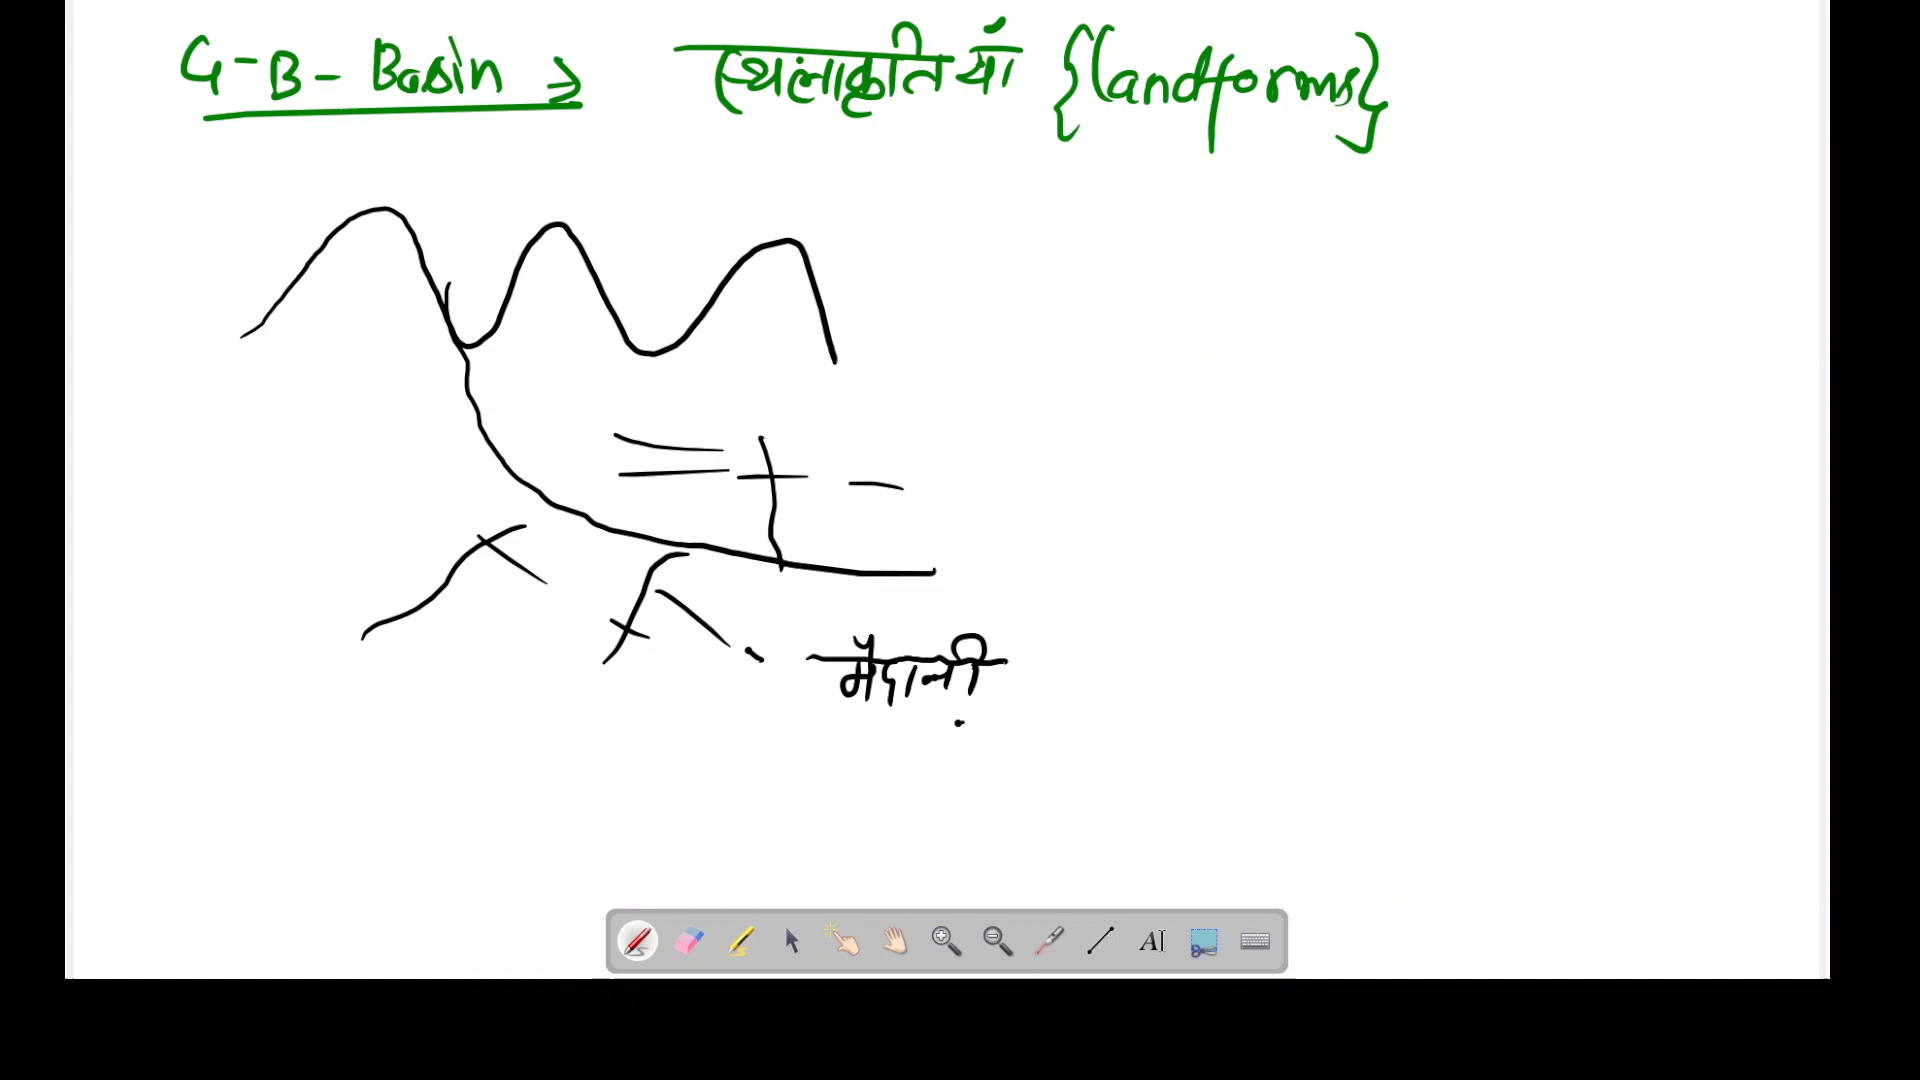 G-B- Basin ⇒ स्थलाकृतियाँ {landforms}
मैदानी